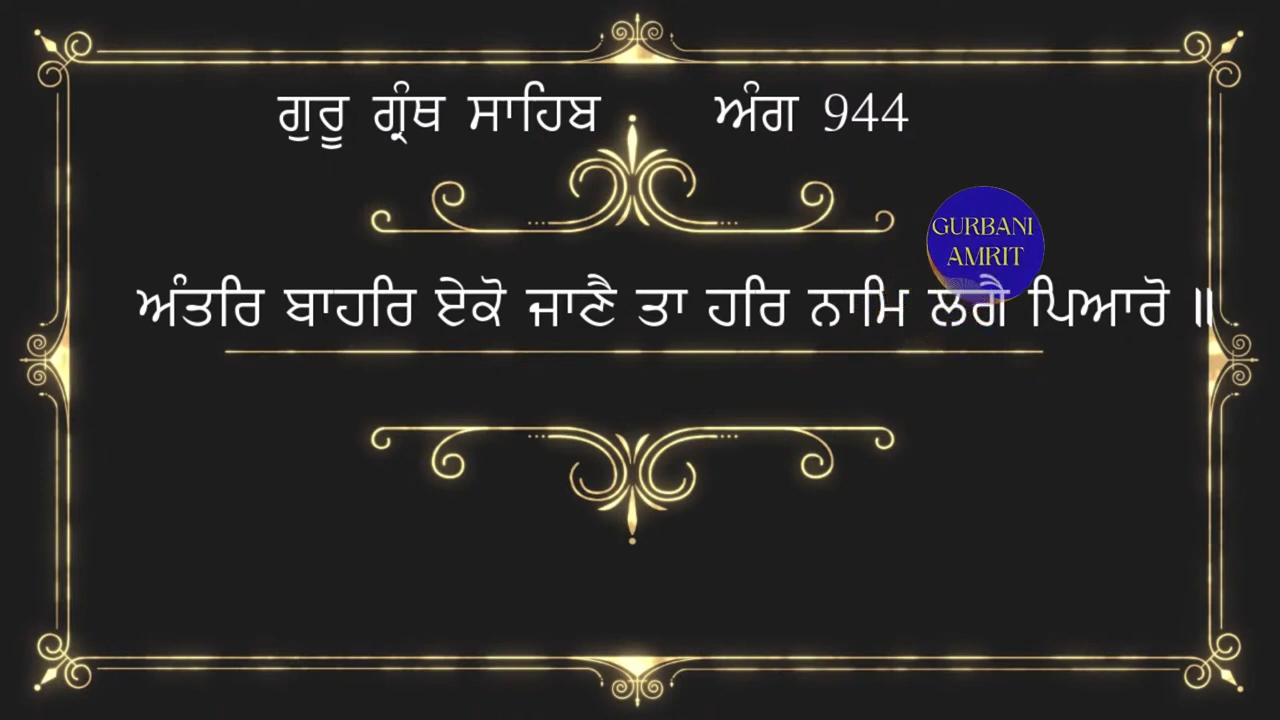 ਗੁਰੂ ਗ੍ਰੰਥ ਸਾਹਿਬ ਅੰਗ 944
GURBANI
AMRIT
ਅੰਤਰਿ ਬਾਹਰਿ ਏਕੋ ਜਾਣੈ ਤਾ ਹਰਿ ਨਾਮਿ ਲਗੈ ਪਿਆਰੋ ॥